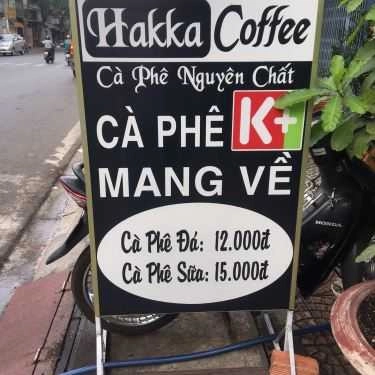 Hakka Coffee
Cà Phê Nguyên Chất
CÀ PHÊ K+
MANG VỀ
Cà Phê Đá: 12.000đ
Cà Phê Sữa: 15.000đ